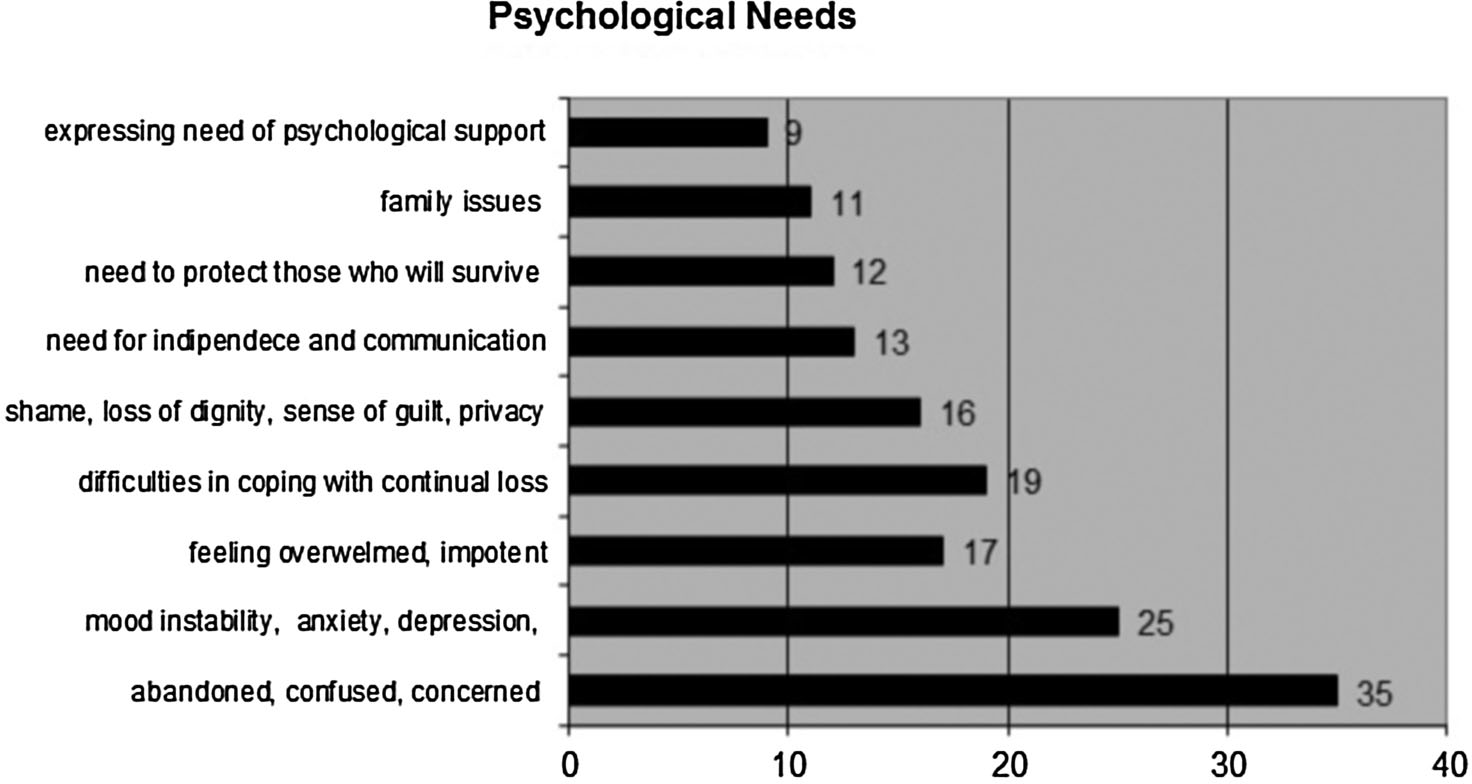 Psychological Needs
expressing need of psychological support 9
family issues 11
need to protect those who will survive 12
need for indipendece and communication 13
shame, loss of dignity, sense of guilt, privacy 16
difficulties in coping with continual loss 19
feeling overwelmed, impotent 17
mood instability, anxiety, depression, 25
abandoned, confused, concerned 35
0 10 20 30 40